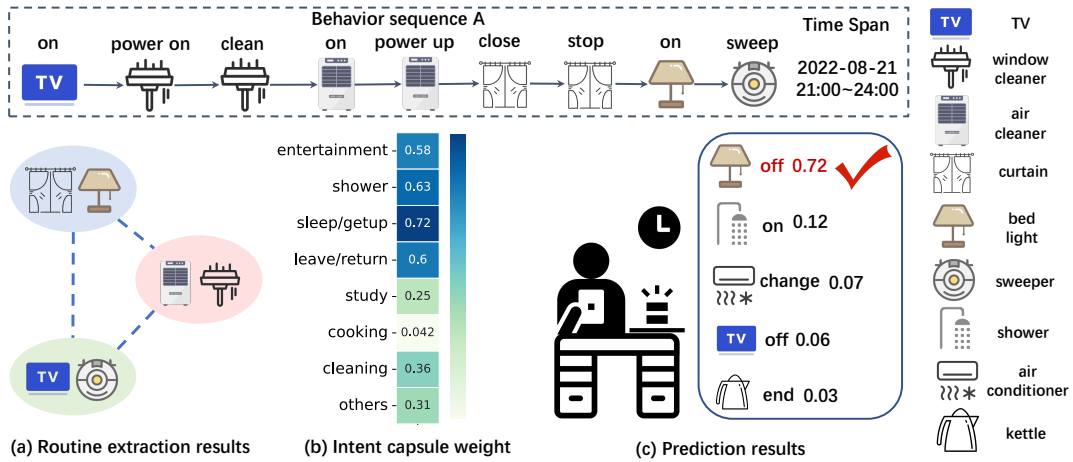 Behavior sequence A
Time Span
on
power on
clean
on
power up
close
stop
on
sweep
TV
2022-08-21
21:00~24:00
TV
window
cleaner
air
cleaner
curtain
bed
light
sweeper
shower
air
conditioner
kettle
TV
TV
(a) Routine extraction results
entertainment
0.58
shower
0.63
sleep/getup
0.72
leave/return
0.6
study
0.25
cooking
0.042
cleaning
0.36
others
0.31
(b) Intent capsule weight
off 0.72
on 0.12
change 0.07
TV off 0.06
end 0.03
(c) Prediction results